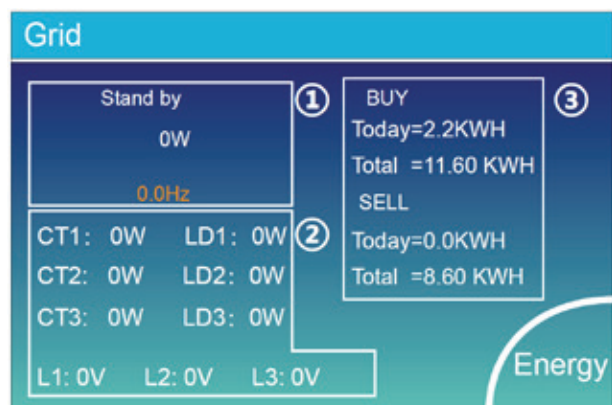 Grid
Stand by
①
0W
0.0Hz
CT1: 0W LD1: 0W
②
CT2: 0W LD2: 0W
CT3: 0W LD3: 0W
L1: 0V L2: 0V L3: 0V
BUY
③
Today=2.2KWH
Total =11.60 KWH
SELL
Today=0.0KWH
Total =8.60 KWH
Energy